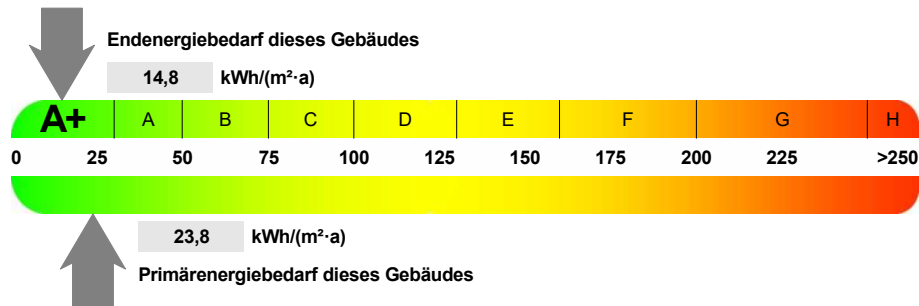 Endenergiebedarf dieses Gebäudes
14,8 kWh/(m²·a)
A+ A B C D E F G H
0 25 50 75 100 125 150 175 200 225 >250
23,8 kWh/(m²·a)
Primärenergiebedarf dieses Gebäudes